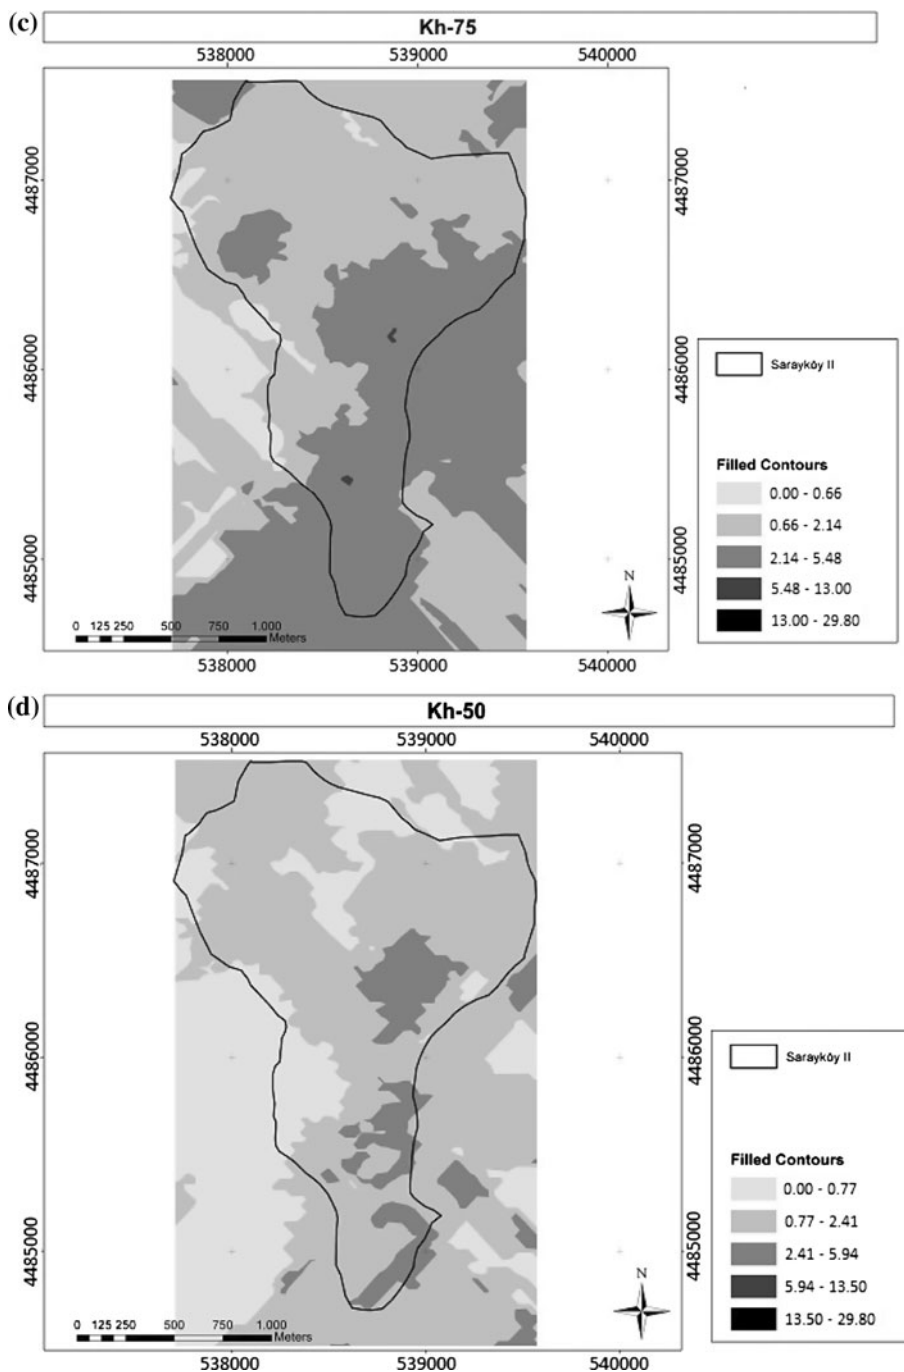 (c)
Kh-75
538000 539000 540000
4487000
4487000
4486000
4486000
Sarayköy II
Filled Contours
0.00 - 0.66
0.66 - 2.14
2.14 - 5.48
5.48 - 13.00
13.00 - 29.80
4485000
4485000
N
0 125 250 500 750 1.000
Meters
538000 539000 540000
(d)
Kh-50
538000 539000 540000
4487000
4487000
4486000
4486000
Sarayköy II
Filled Contours
0.00 - 0.77
0.77 - 2.41
2.41 - 5.94
5.94 - 13.50
13.50 - 29.80
4485000
4485000
N
0 125 250 500 750 1.000
Meters
538000 539000 540000